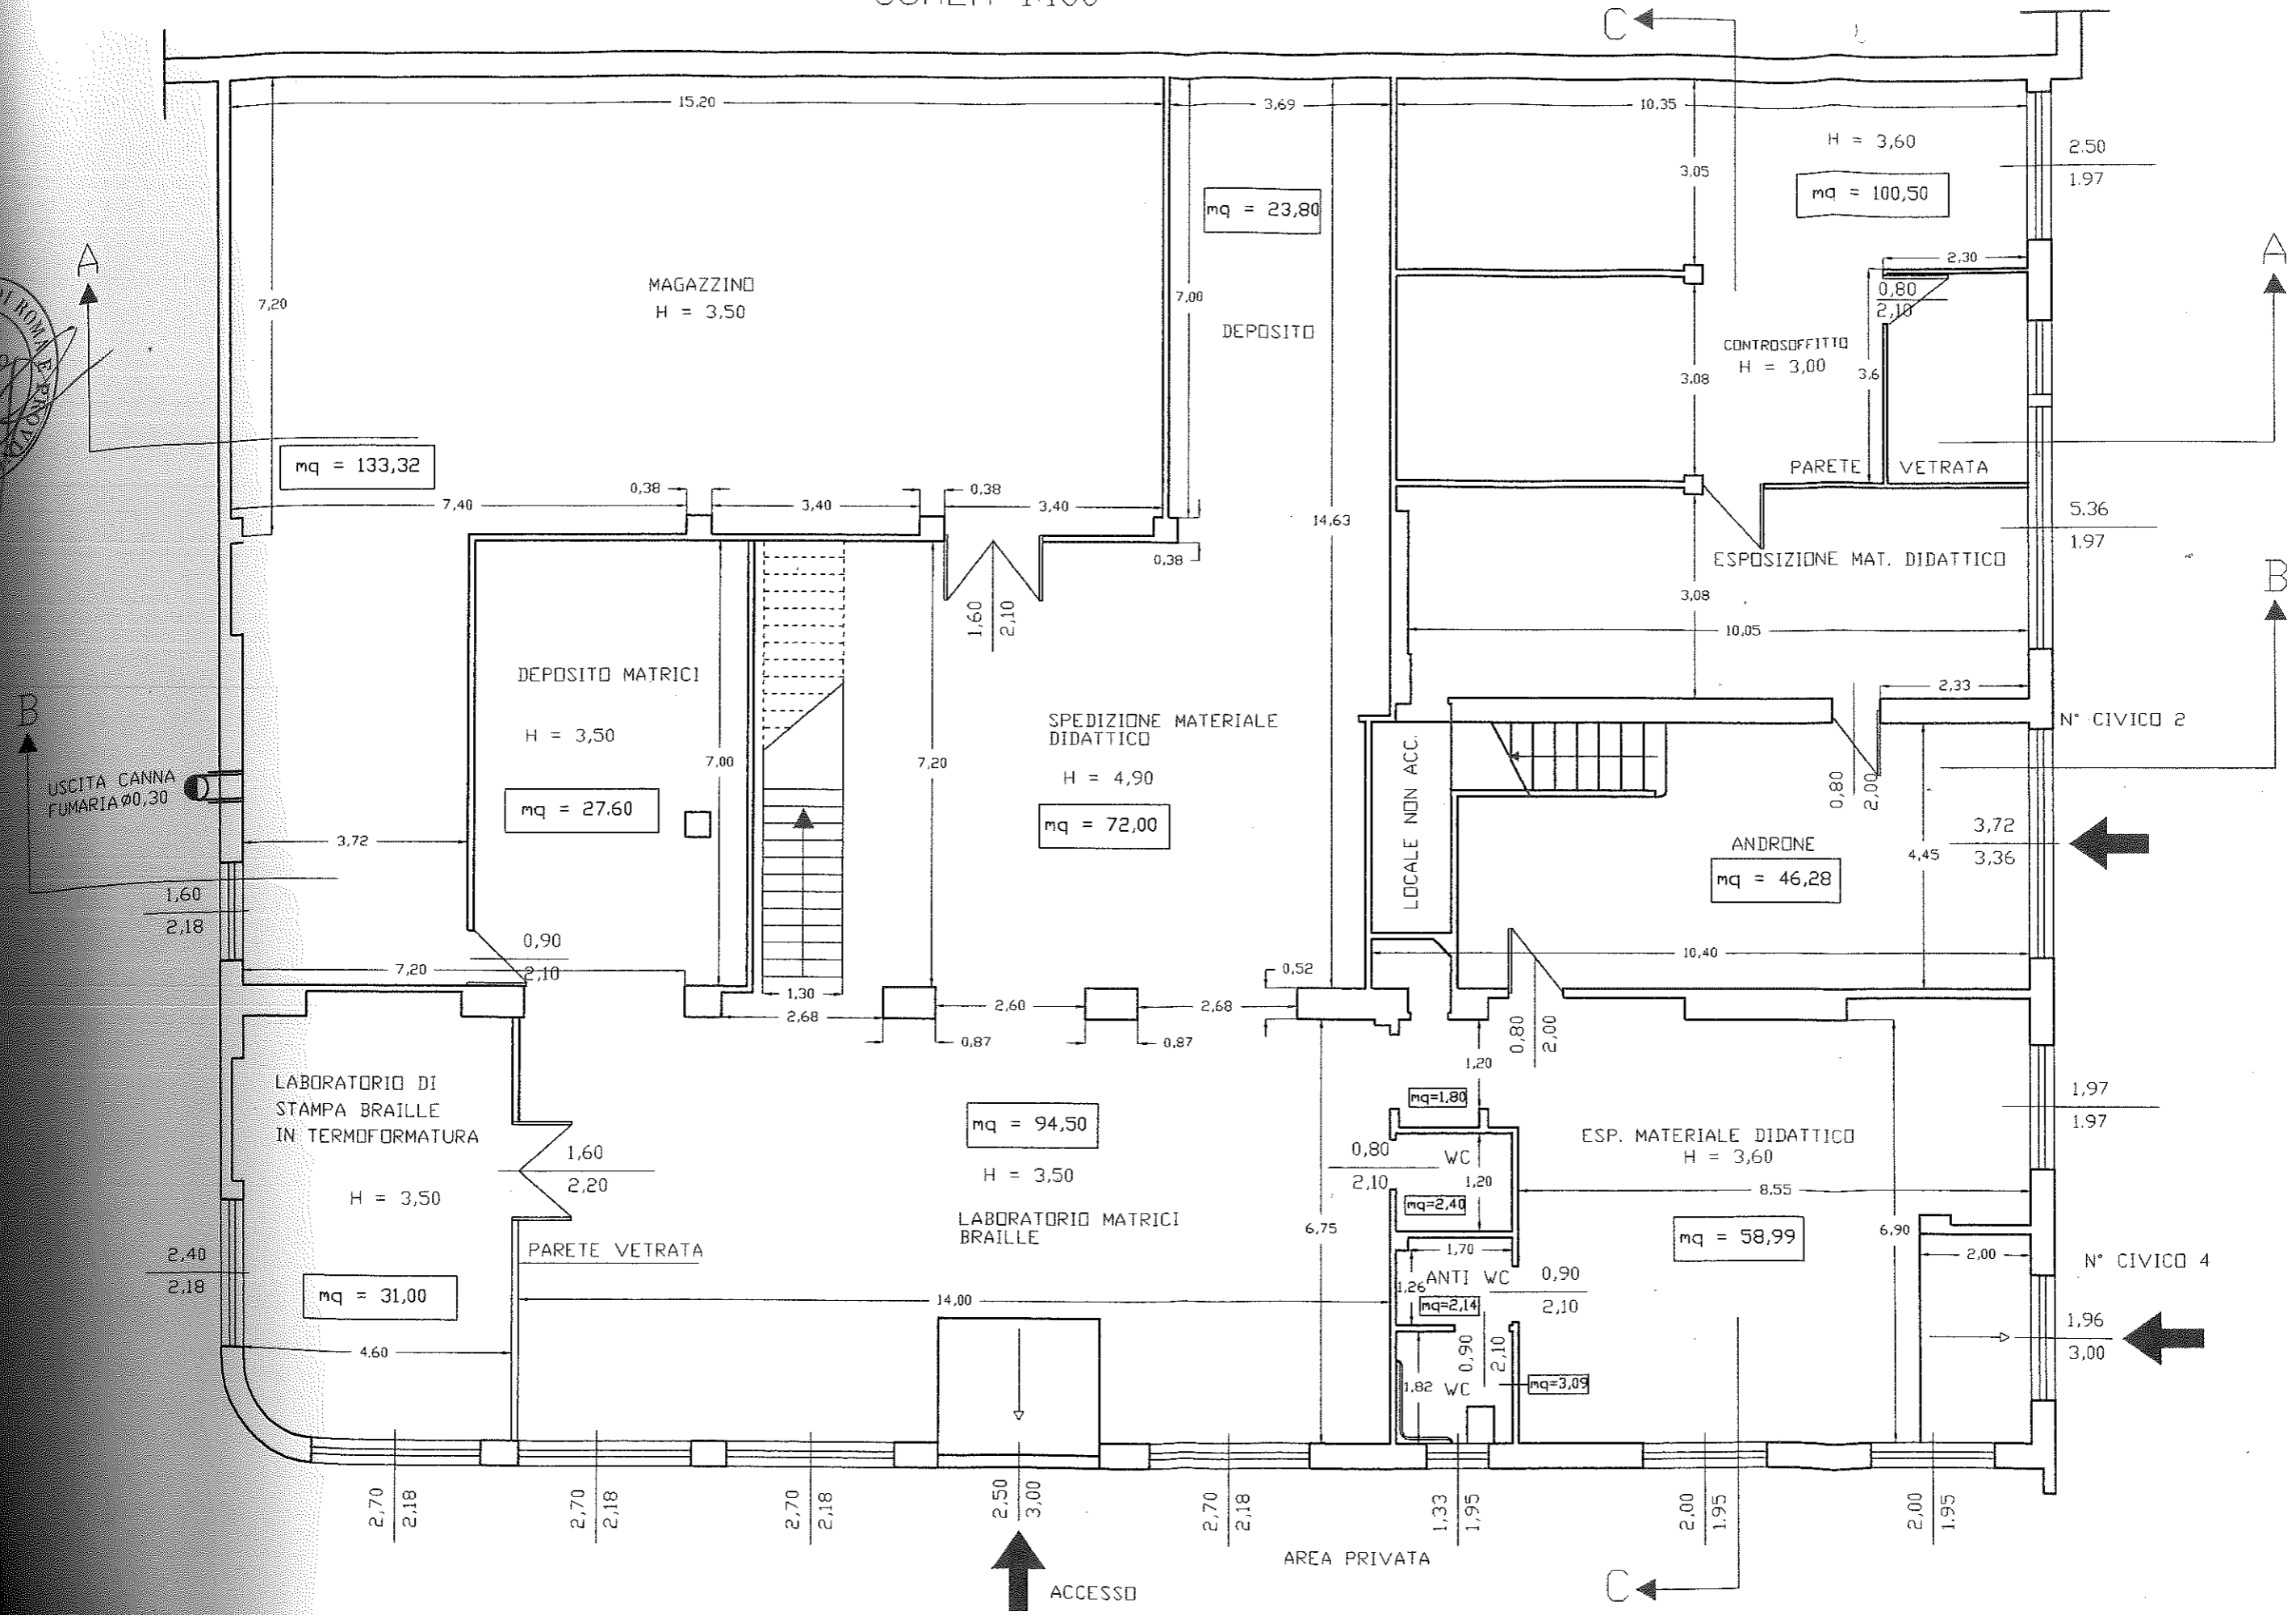 C
15,20
3,69
10,35
H = 3,60
2.50
1.97
mq = 100,50
3,05
mq = 23,80
A
A
2,30
0,80
2,10
MAGAZZINO
H = 3,50
7,20
7,00
DEPOSITO
CONTROSOFFITTO
H = 3,00
3,6
3,08
mq = 133,32
PARETE VETRATA
0,38
0,38
7,40
3,40
3,40
14,63
5.36
1.97
0,38
ESPOSIZIONE MAT. DIDATTICO
B
1,60
2,10
3,08
10,05
DEPOSITO MATRICI
H = 3,50
2,33
B
SPEDIZIONE MATERIALE
DIDATTICO
H = 4,90
N° CIVICO 2
7,00
7,20
LOCALE NON ACC.
0,80
2,00
USCITA CANNA
FUMARIA ø0,30
mq = 27.60
mq = 72,00
3,72
ANDRONE
4,45
3,72
3,36
mq = 46,28
1,60
2,18
0,90
2,10
7,20
10,40
0,52
1.30
2,68
2,60
2,68
0,87
0,87
0,80
2,00
1,20
LABORATORIO DI
STAMPA BRAILLE
IN TERMOFORMATURA
H = 3,50
mq = 94,50
H = 3,50
LABORATORIO MATRICI
BRAILLE
mq=1,80
1,97
1.97
ESP. MATERIALE DIDATTICO
H = 3,60
1,60
2,20
0,80
2,10
WC
1,20
mq=2,40
8,55
6,75
6,90
mq = 58,99
PARETE VETRATA
2,40
2,18
1,70
2,00
N° CIVICO 4
mq = 31,00
ANTI WC
1,26
mq=2,14
0,90
2,10
14,00
1,96
3,00
4,60
0,90
2,10
1,82
WC
mq=3,09
2,70
2,18
2,70
2,18
2,70
2,18
2,50
3,00
2,70
2,18
1,33
1,95
2,00
1.95
2,00
1.95
AREA PRIVATA
ACCESSO
C